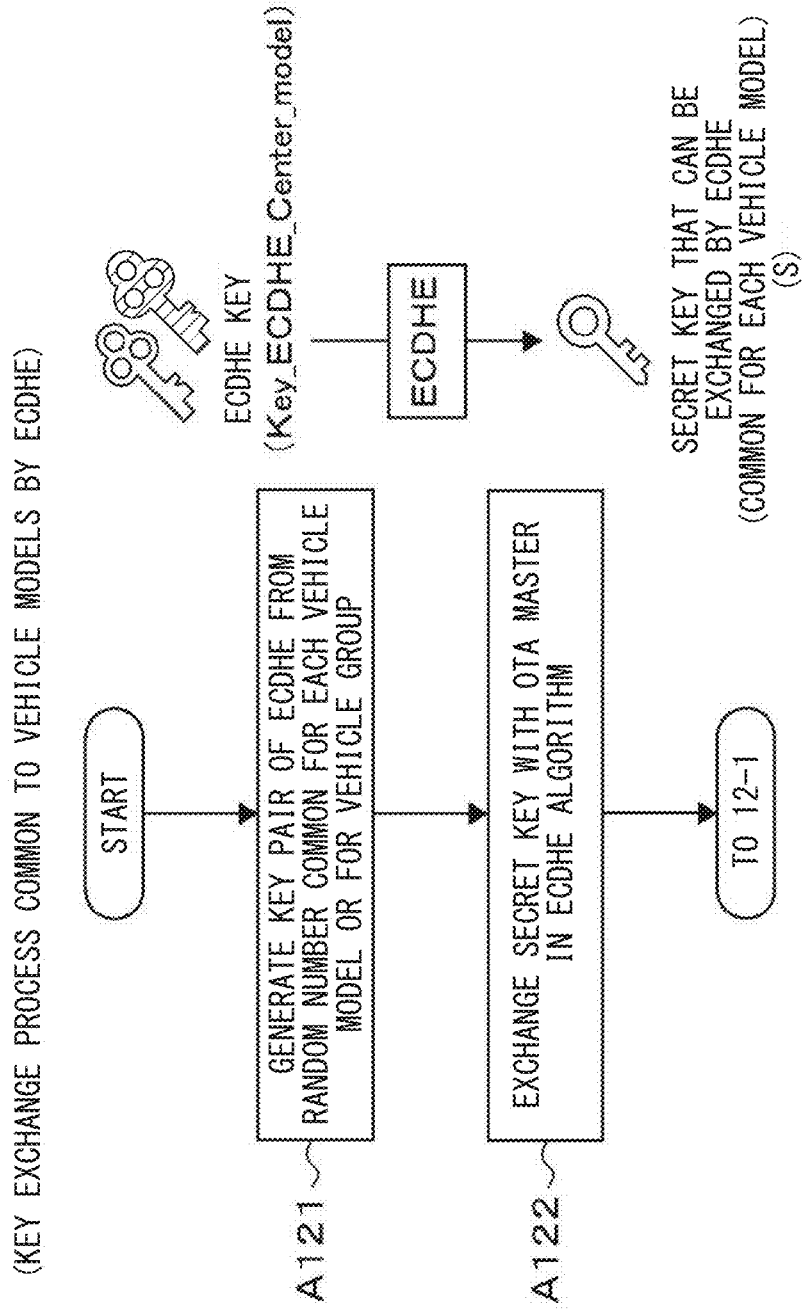 (KEY EXCHANGE PROCESS COMMON TO VEHICLE MODELS BY ECDHE)
START
A121
GENERATE KEY PAIR OF ECDHE FROM
RANDOM NUMBER COMMON FOR EACH VEHICLE
MODEL OR FOR VEHICLE GROUP
A122
EXCHANGE SECRET KEY WITH OTA MASTER
IN ECDHE ALGORITHM
TO 12-1
ECDHE KEY
(Key_ECDHE_Center_model)
ECDHE
SECRET KEY THAT CAN BE
EXCHANGED BY ECDHE
(COMMON FOR EACH VEHICLE MODEL)
(S)